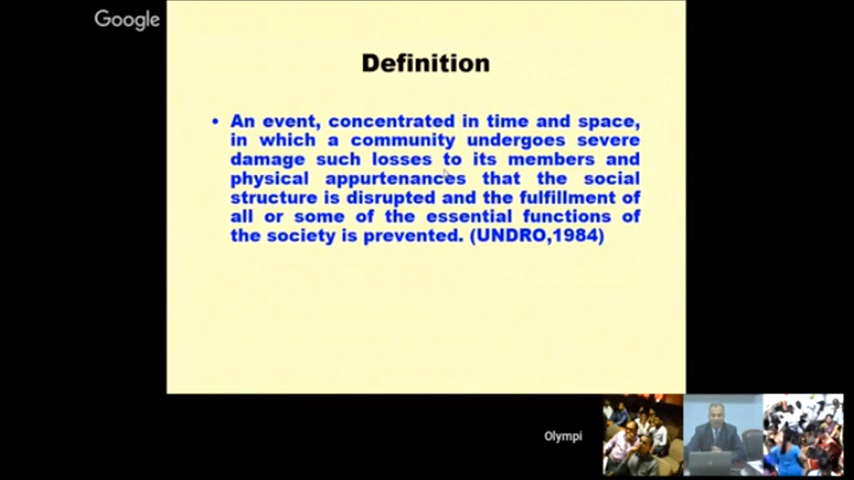 Google
Definition
• An event, concentrated in time and space,
in which a community undergoes severe
damage such losses to its members and
physical appurtenances that the social
structure is disrupted and the fulfillment of
all or some of the essential functions of
the society is prevented. (UNDRO,1984)
Olympi